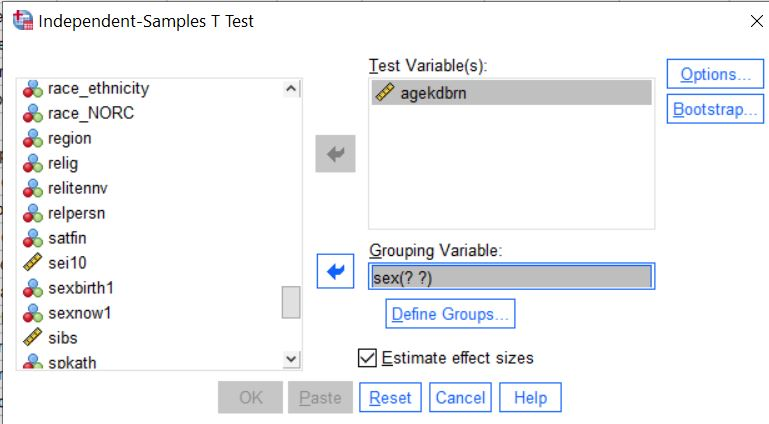 Independent-Samples T Test
race_ethnicity
race_NORC
region
relig
relitennv
relpersn
satfin
sei10
sexbirth1
sexnow1
sibs
spkath
Test Variable(s):
agekdbrn
Grouping Variable:
sex(? ?)
Define Groups...
Estimate effect sizes
Options...
Bootstrap...
OK Paste Reset Cancel Help